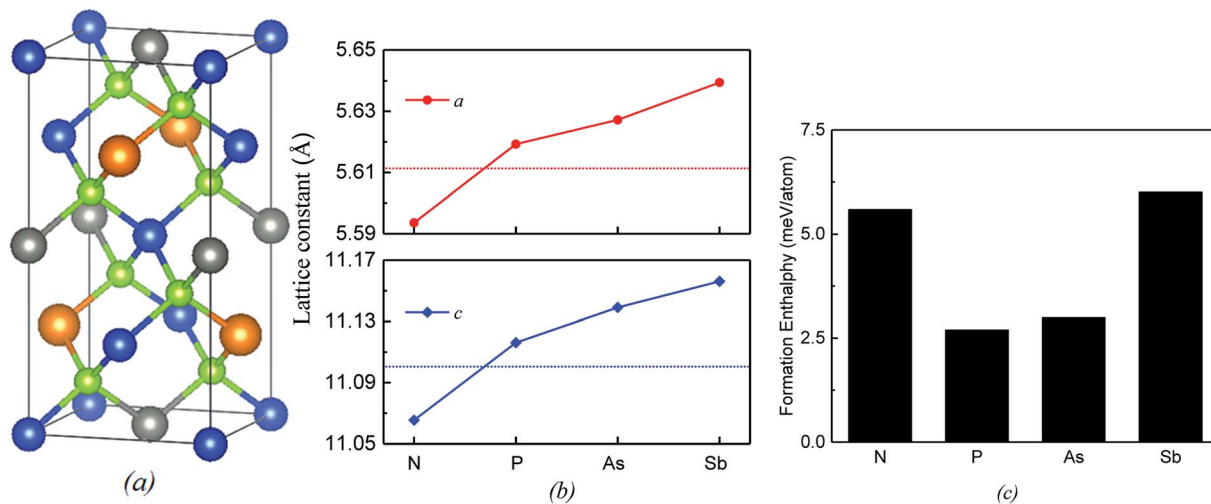 5.65
5.63
5.61
5.59
a
11.17
11.13
11.09
11.05
c
Lattice constant (Å)
N P As Sb
7.5
5.0
2.5
0.0
Formation Enthalphy (meV/atom)
N P As Sb
(a)
(b)
(c)